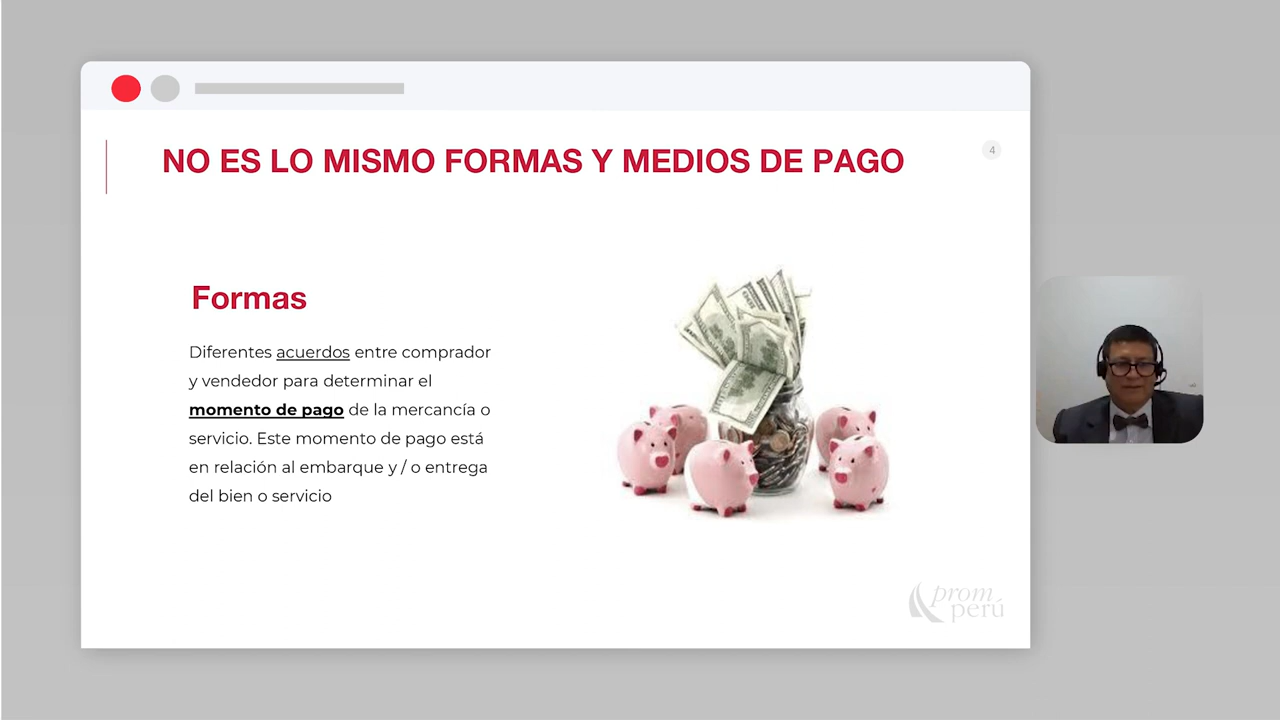 NO ES LO MISMO FORMAS Y MEDIOS DE PAGO
4
Formas
Diferentes acuerdos entre comprador
y vendedor para determinar el
momento de pago de la mercancía o
servicio. Este momento de pago está
en relación al embarque y / o entrega
del bien o servicio
prom
perú